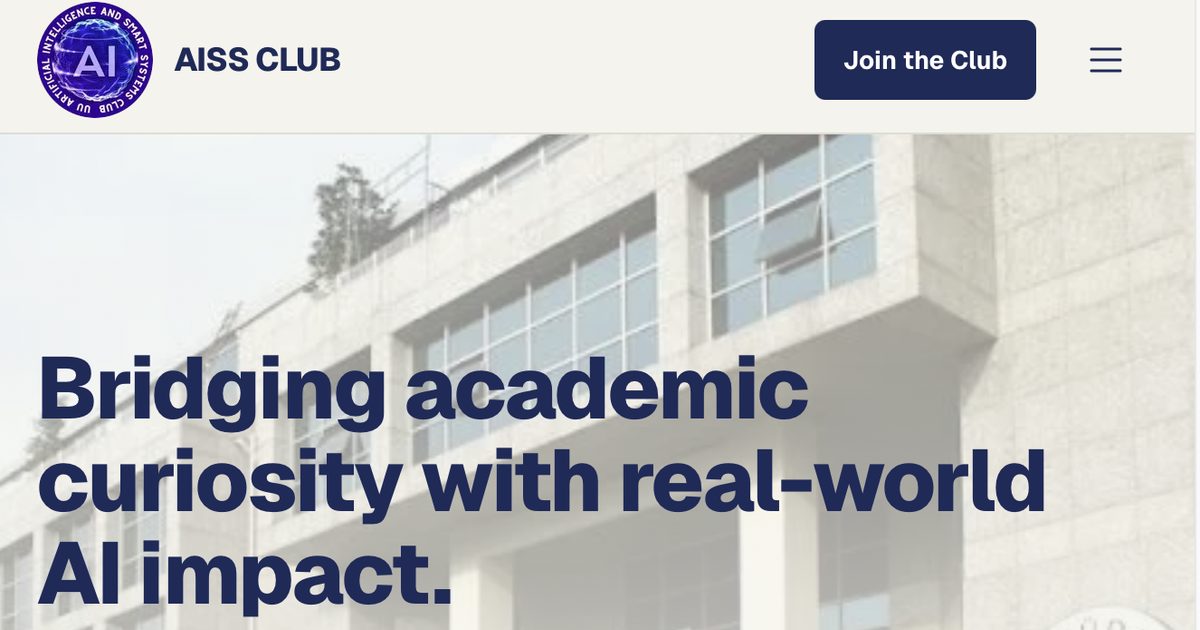 ARTIFICIAL INTELLIGENCE AND SMART SYSTEMS CLUB UU
AI
AISS CLUB
Join the Club
Bridging academic
curiosity with real-world
AI impact.